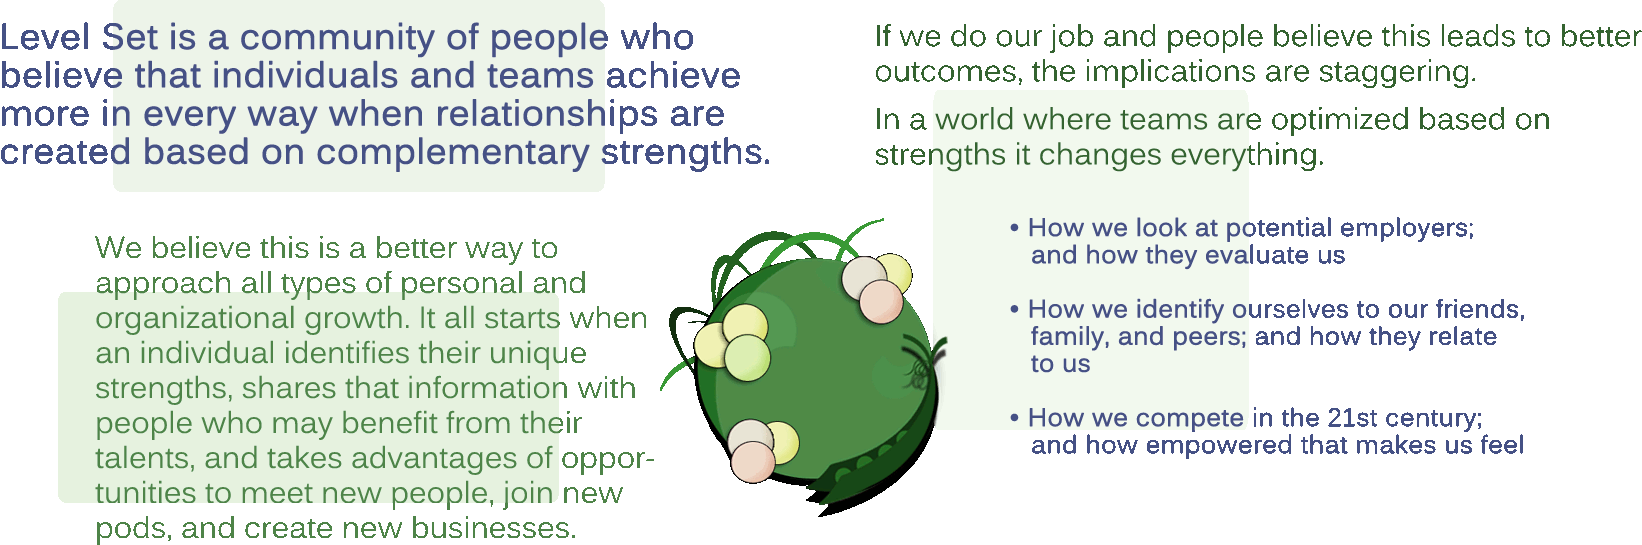 Level Set is a community of people who
believe that individuals and teams achieve
more in every way when relationships are
created based on complementary strengths.
We believe this is a better way to
approach all types of personal and
organizational growth. It all starts when
an individual identifies their unique
strengths, shares that information with
people who may benefit from their
talents, and takes advantages of oppor-
tunities to meet new people, join new
pods, and create new businesses.
If we do our job and people believe this leads to better
outcomes, the implications are staggering.
In a world where teams are optimized based on
strengths it changes everything.
• How we look at potential employers;
and how they evaluate us
• How we identify ourselves to our friends,
family, and peers; and how they relate
to us
• How we compete in the 21st century;
and how empowered that makes us feel